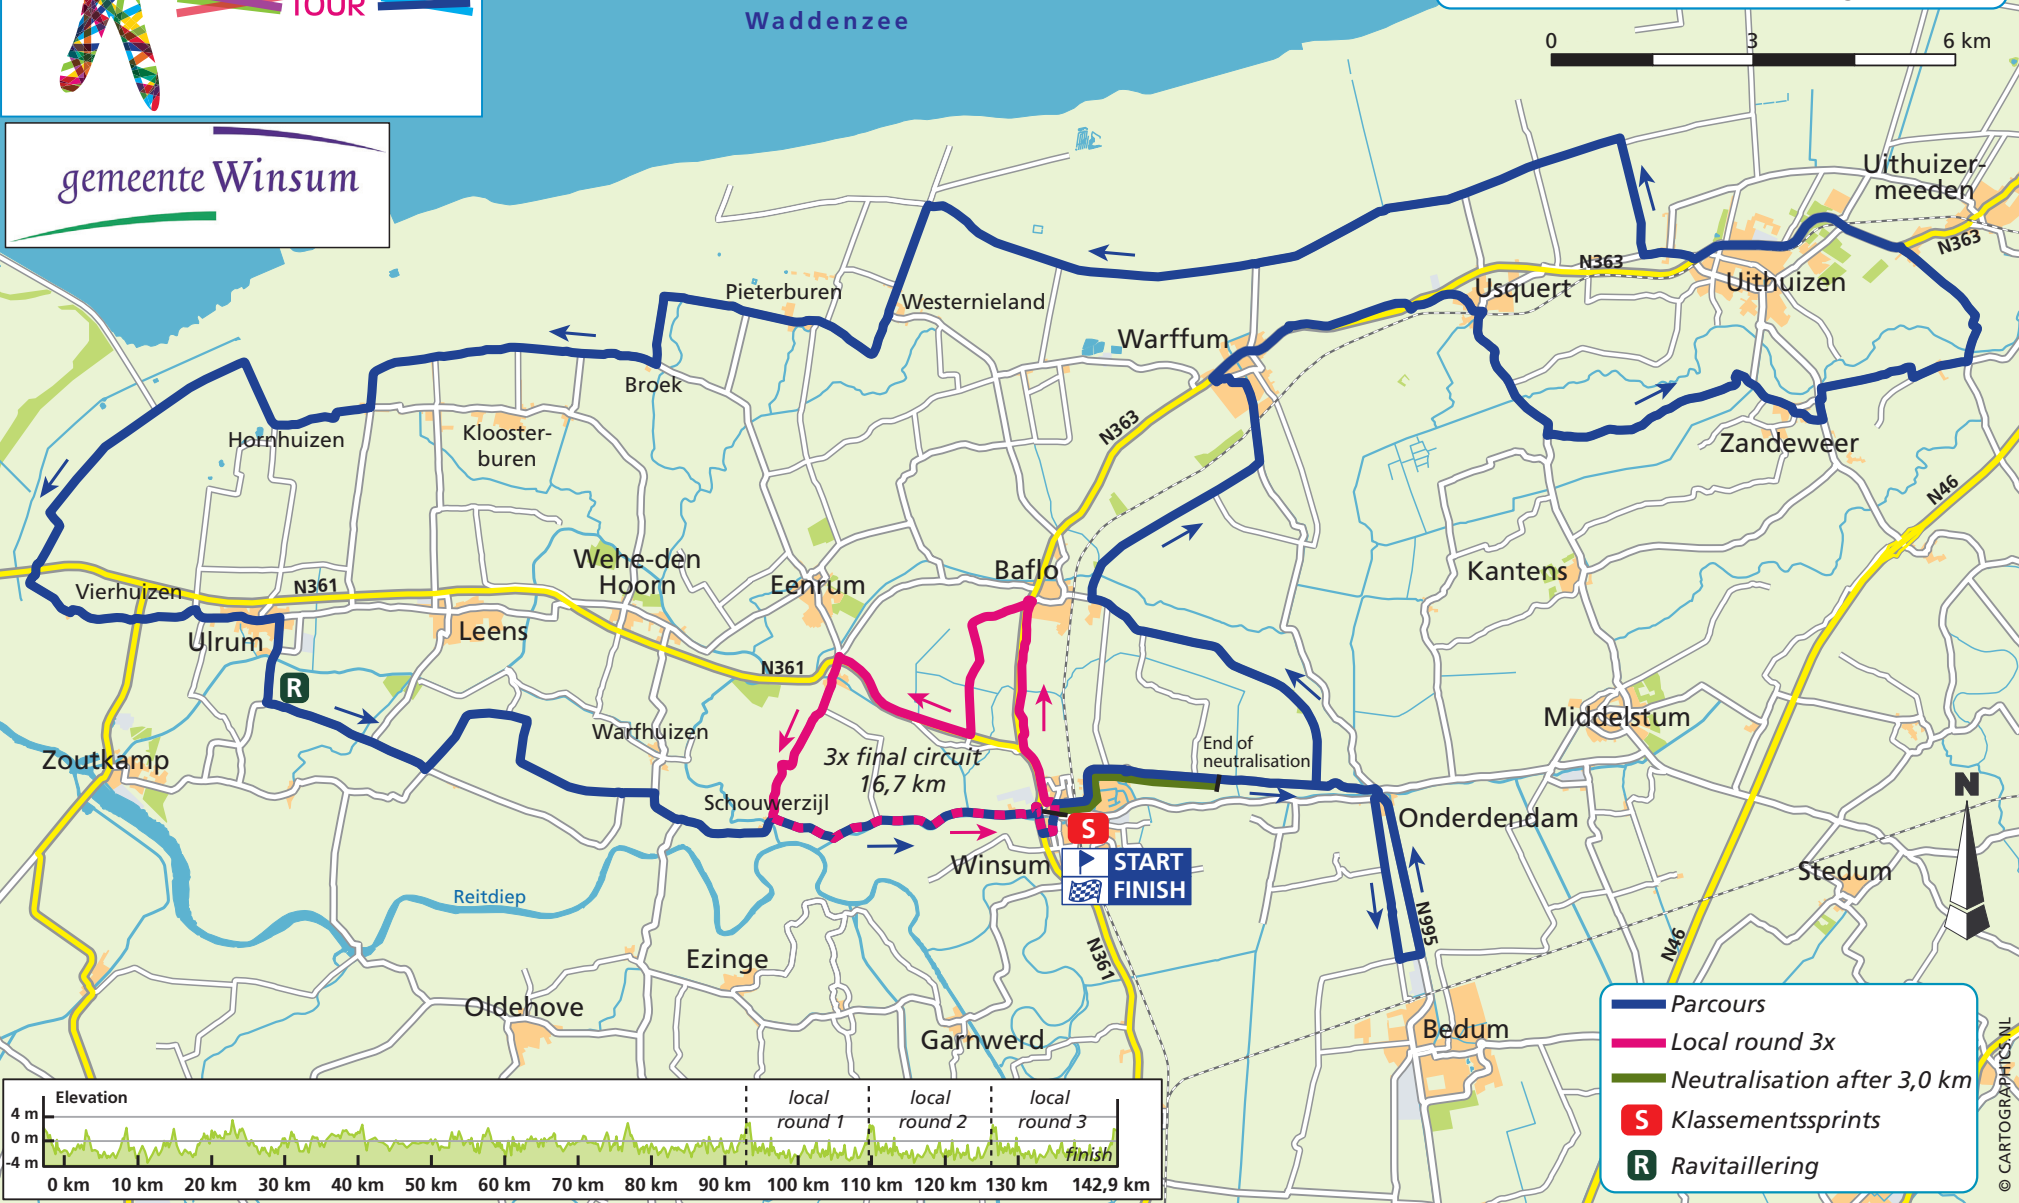 TOUR
Waddenzee
0 3 6 km
gemeente Winsum
Uithuizer-
meeden
N363
N363
Uithuizen
Usquert
Pieterburen
Westernieland
Warffum
Broek
N363
Hornhuizen
Klooster-
buren
Zandeweer
N46
Wehe-den
Hoorn
Eenrum
Baflo
Kantens
Vierhuizen
N361
Ulrum
Leens
N361
R
Warfhuizen
Middelstum
3x final circuit
16,7 km
End of
neutralisation
Zoutkamp
Schouwerzijl
Onderdendam
S
Winsum
START
FINISH
Stedum
Reitdiep
N995
N46
N361
Ezinge
Oldehove
Garnwerd
Bedum
N
Parcours
Local round 3x
Neutralisation after 3,0 km
S Klassementssprints
R Ravitaillering
© CARTOGRAPHICS.NL
Elevation
4 m
0 m
-4 m
local
round 1
local
round 2
local
round 3
finish
0 km 10 km 20 km 30 km 40 km 50 km 60 km 70 km 80 km 90 km 100 km 110 km 120 km 130 km 142,9 km